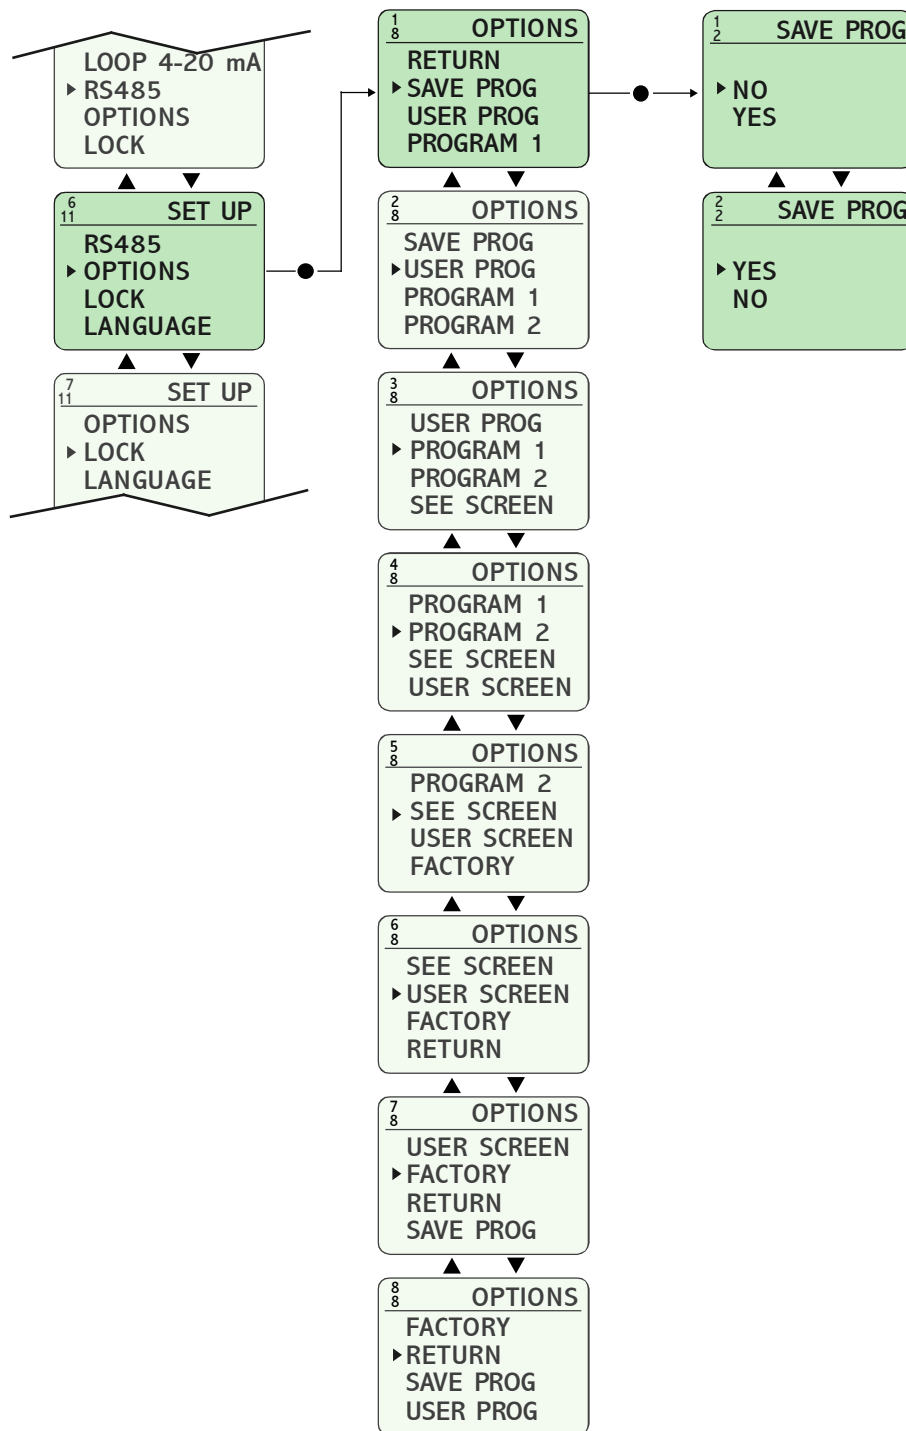 LOOP 4-20 mA
RS485
OPTIONS
LOCK
6
11
SET UP
RS485
OPTIONS
LOCK
LANGUAGE
7
11
SET UP
OPTIONS
LOCK
LANGUAGE
1
8
OPTIONS
RETURN
SAVE PROG
USER PROG
PROGRAM 1
2
8
OPTIONS
SAVE PROG
USER PROG
PROGRAM 1
PROGRAM 2
3
8
OPTIONS
USER PROG
PROGRAM 1
PROGRAM 2
SEE SCREEN
4
8
OPTIONS
PROGRAM 1
PROGRAM 2
SEE SCREEN
USER SCREEN
5
8
OPTIONS
PROGRAM 2
SEE SCREEN
USER SCREEN
FACTORY
6
8
OPTIONS
SEE SCREEN
USER SCREEN
FACTORY
RETURN
7
8
OPTIONS
USER SCREEN
FACTORY
RETURN
SAVE PROG
8
8
OPTIONS
FACTORY
RETURN
SAVE PROG
USER PROG
1
2
SAVE PROG
NO
YES
2
2
SAVE PROG
YES
NO